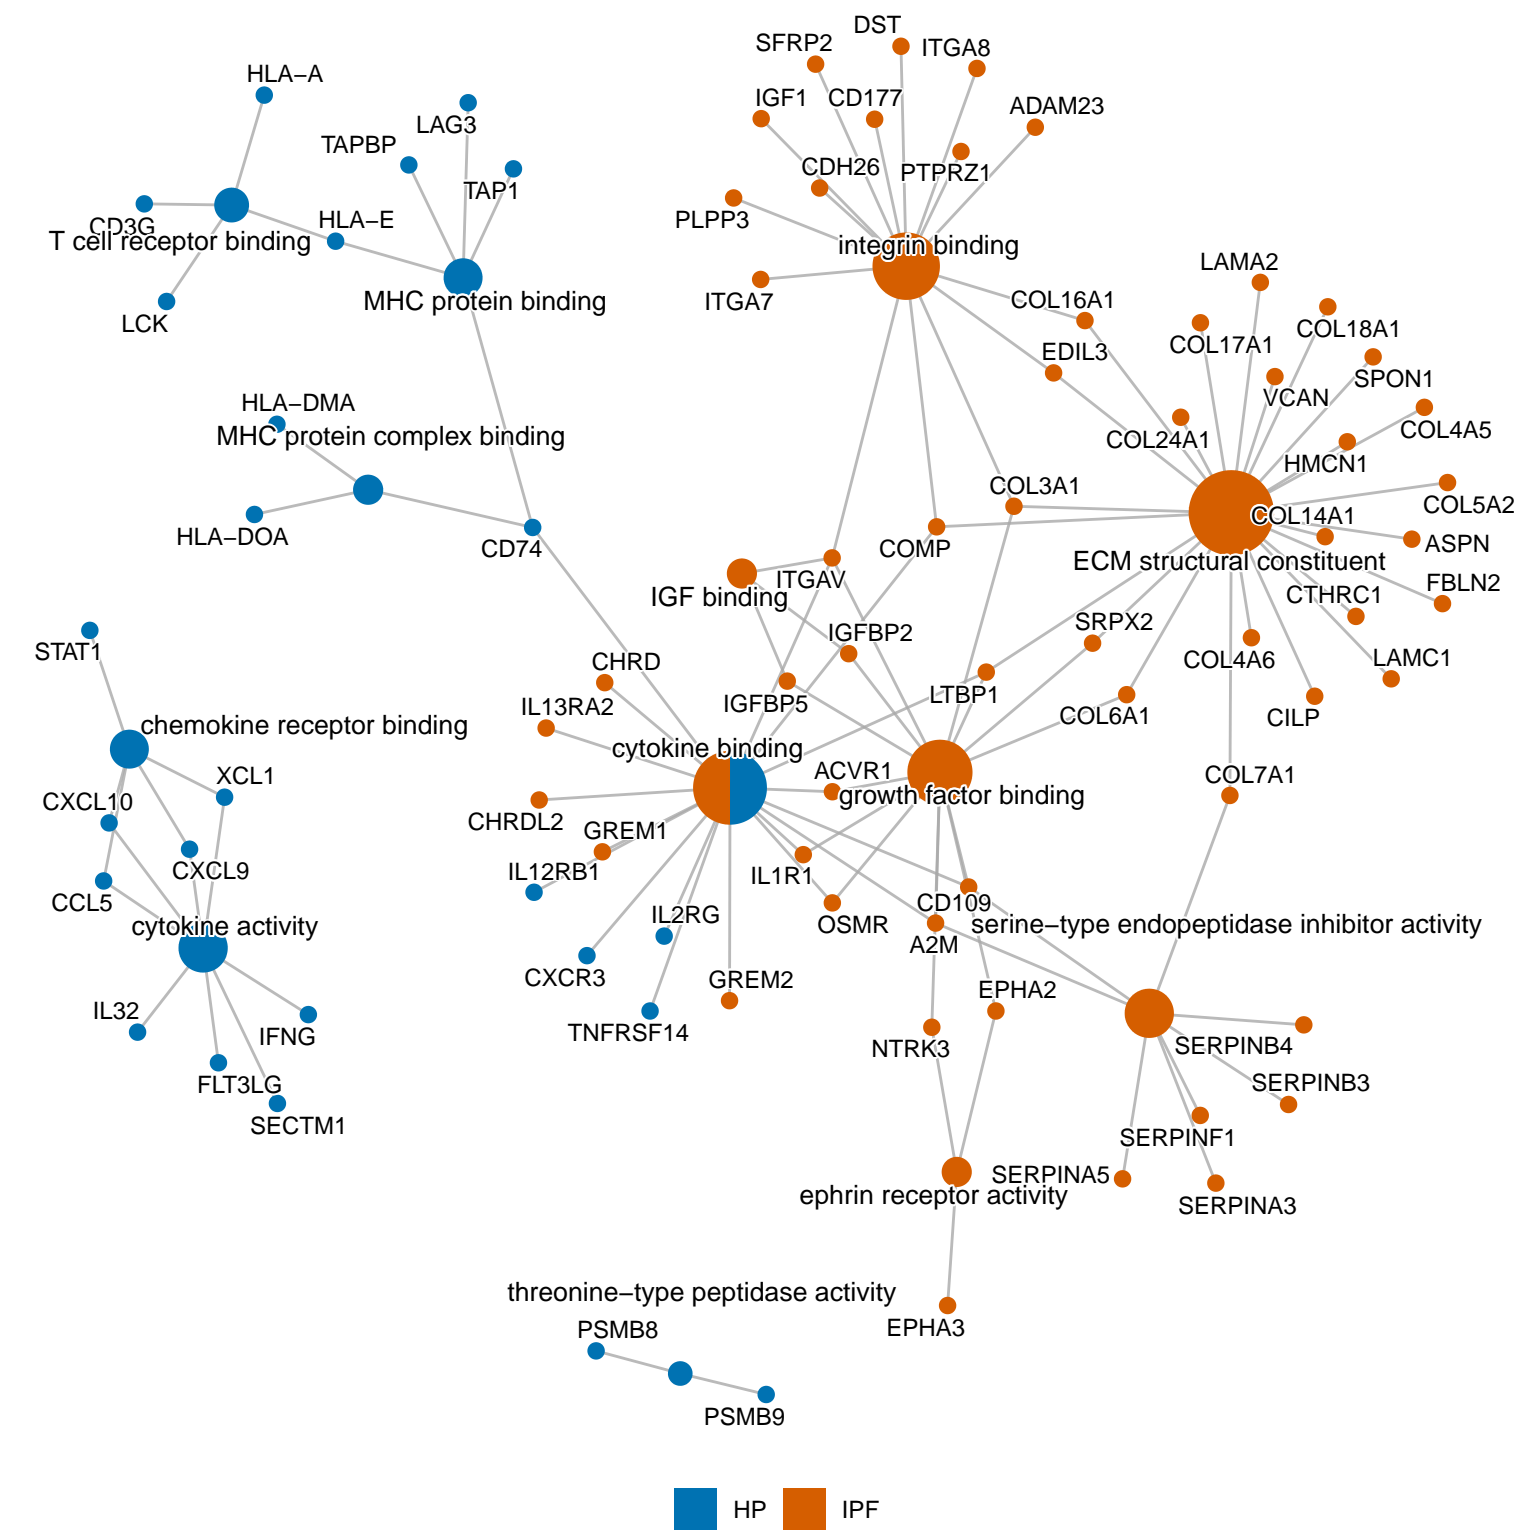 DST
SFRP2
ITGA8
HLA−A
IGF1
CD177
ADAM23
LAG3
TAPBP
CDH26
PTPRZ1
TAP1
PLPP3
HLA−E
CD3G
T cell receptor binding
integrin binding
LAMA2
MHC protein binding
ITGA7
COL16A1
LCK
COL17A1
COL18A1
EDIL3
SPON1
VCAN
HLA−DMA
MHC protein complex binding
COL24A1
COL4A5
HMCN1
COL3A1
COL5A2
COL14A1
HLA−DOA
CD74
COMP
ASPN
ECM structural constituent
ITGAV
FBLN2
IGF binding
CTHRC1
SRPX2
IGFBP2
STAT1
CHRD
COL4A6
LAMC1
LTBP1
IGFBP5
IL13RA2
COL6A1
CILP
chemokine receptor binding
cytokine binding
XCL1
ACVR1
COL7A1
growth factor binding
CXCL10
CHRDL2
GREM1
CXCL9
IL12RB1
IL1R1
CCL5
CD109
IL2RG
OSMR
serine−type endopeptidase inhibitor activity
cytokine activity
A2M
CXCR3
GREM2
EPHA2
IL32
IFNG
TNFRSF14
NTRK3
SERPINB4
FLT3LG
SERPINB3
SECTM1
SERPINF1
SERPINA5
ephrin receptor activity
SERPINA3
threonine−type peptidase activity
PSMB8
EPHA3
PSMB9
HP
IPF